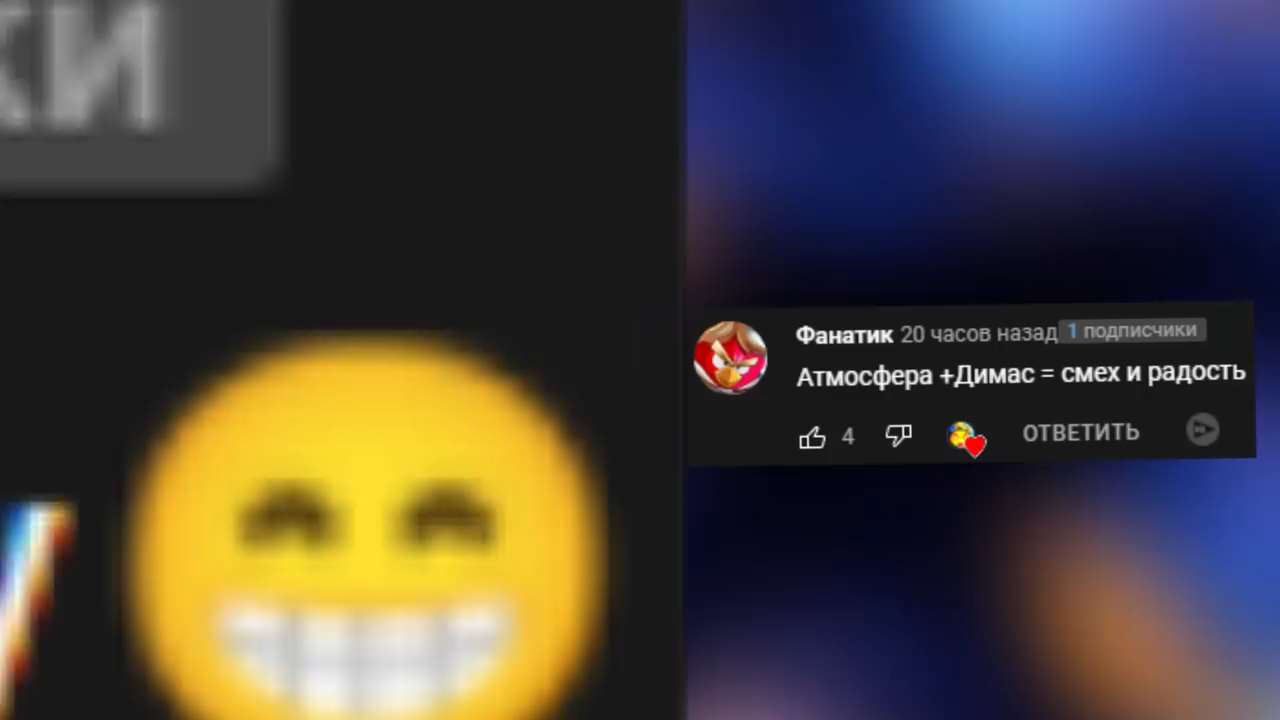 ки
Фанатик 20 часов назад 1 подписчики
Атмосфера +Димас = смех и радость
4 ОТВЕТИТЬ